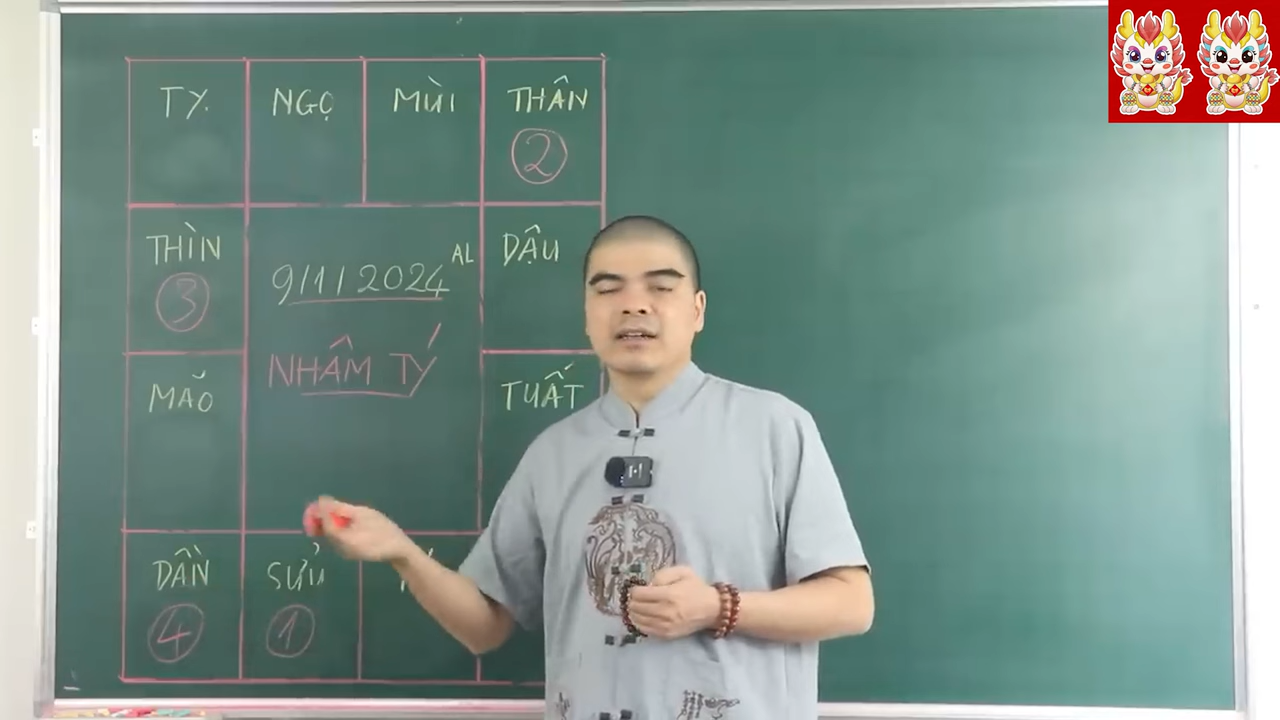 TỴ NGỌ MÙI THÂN
②
THÌN 9/1/2024 AL DẬU
③
NHÂM TÝ
MÃO TUẤT
DẦN SỬU
④ ①